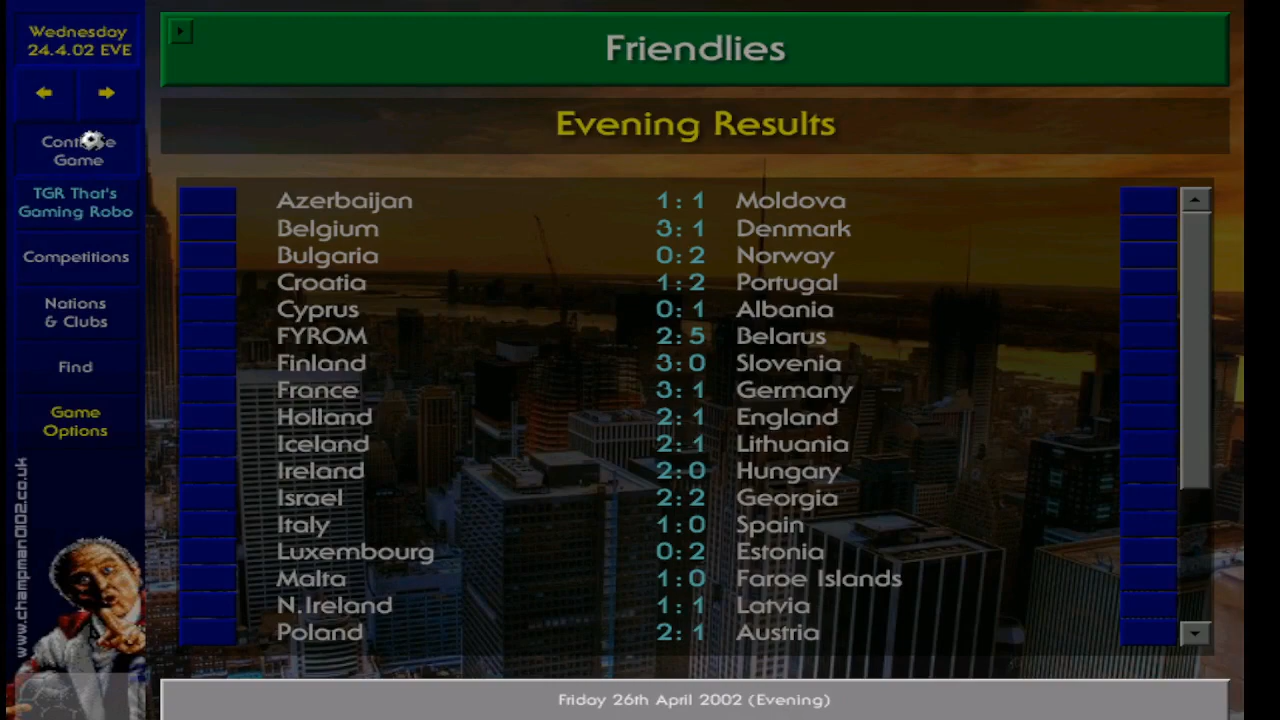 Wednesday
24.4.02 EVE
Continue
Game
TGR That's
Gaming Robo
Competitions
Nations
& Clubs
Find
Game
Options
www.champman0102.co.uk
Friendlies
Evening Results
Azerbaijan 1 : 1 Moldova
Belgium 3 : 1 Denmark
Bulgaria 0 : 2 Norway
Croatia 1 : 2 Portugal
Cyprus 0 : 1 Albania
FYROM 2 : 5 Belarus
Finland 3 : 0 Slovenia
France 3 : 1 Germany
Holland 2 : 1 England
Iceland 2 : 1 Lithuania
Ireland 2 : 0 Hungary
Israel 2 : 2 Georgia
Italy 1 : 0 Spain
Luxembourg 0 : 2 Estonia
Malta 1 : 0 Faroe Islands
N.Ireland 1 : 1 Latvia
Poland 2 : 1 Austria
Friday 26th April 2002 (Evening)